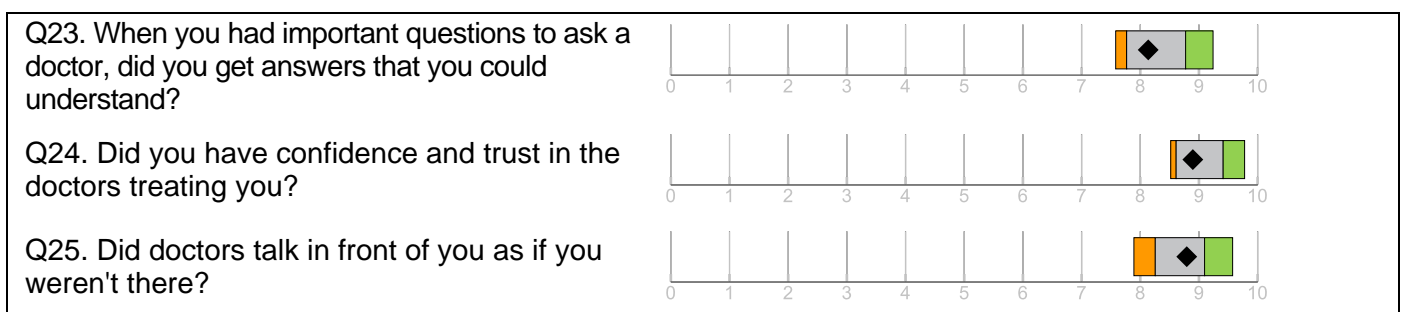 Q23. When you had important questions to ask a
doctor, did you get answers that you could
understand?
0 1 2 3 4 5 6 7 8 9 10
Q24. Did you have confidence and trust in the
doctors treating you?
0 1 2 3 4 5 6 7 8 9 10
Q25. Did doctors talk in front of you as if you
weren't there?
0 1 2 3 4 5 6 7 8 9 10